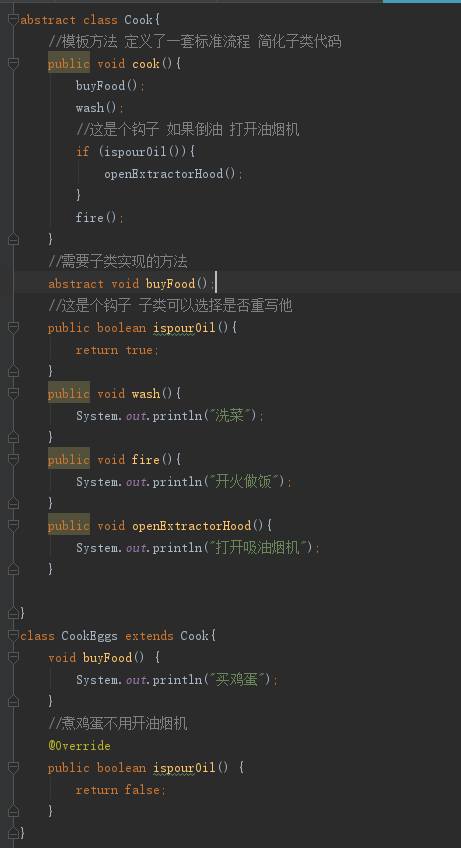 abstract class Cook{
//模板方法 定义了一套标准流程 简化子类代码
public void cook(){
buyFood();
wash();
//这是个钩子 如果倒油 打开油烟机
if (ispourOil()){
openExtractorHood();
}
fire();
}
//需要子类实现的方法
abstract void buyFood();
//这是个钩子 子类可以选择是否重写他
public boolean ispourOil(){
return true;
}
public void wash(){
System.out.println("洗菜");
}
public void fire(){
System.out.println("开火做饭");
}
public void openExtractorHood(){
System.out.println("打开吸油烟机");
}
}
class CookEggs extends Cook{
void buyFood() {
System.out.println("买鸡蛋");
}
//煮鸡蛋不用开油烟机
@Override
public boolean ispourOil() {
return false;
}
}